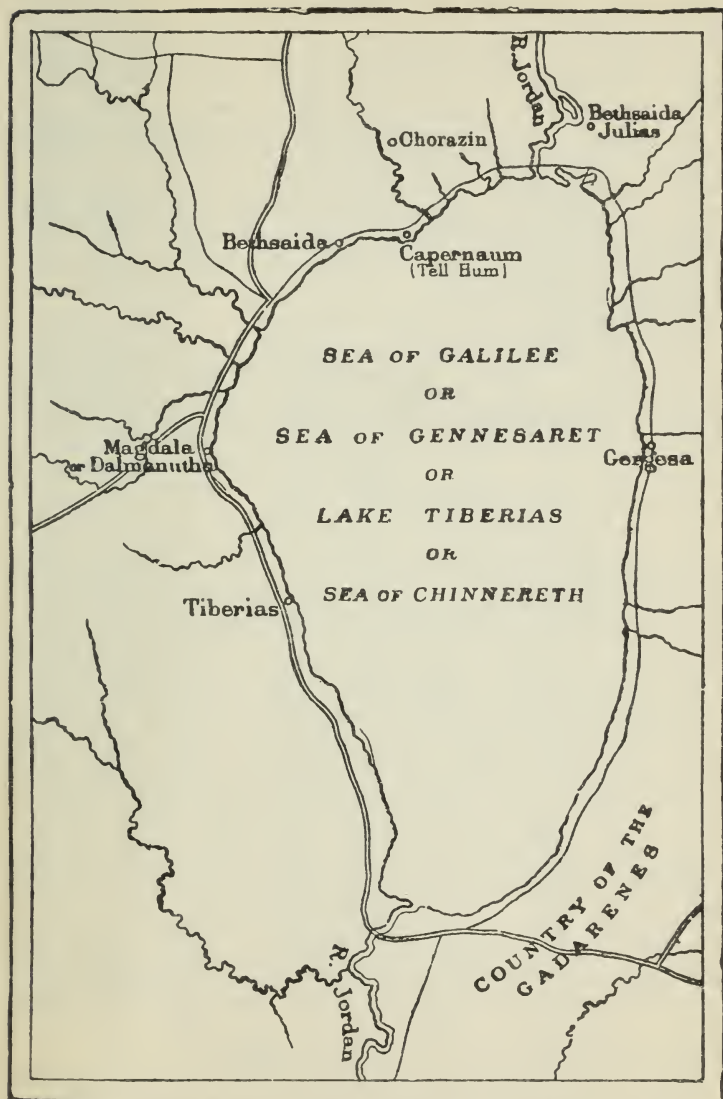 R. Jordan
Bethsaida
Julias
Chorazin
Bethsaida
Capernaum
(Tell Hum)
SEA OF GALILEE
OR
SEA OF GENNESARET
OR
LAKE TIBERIAS
OR
SEA OF CHINNERETH
Magdala
or Dalmanutha
Gergesa
Tiberias
COUNTRY OF THE
GADARENES
R. Jordan